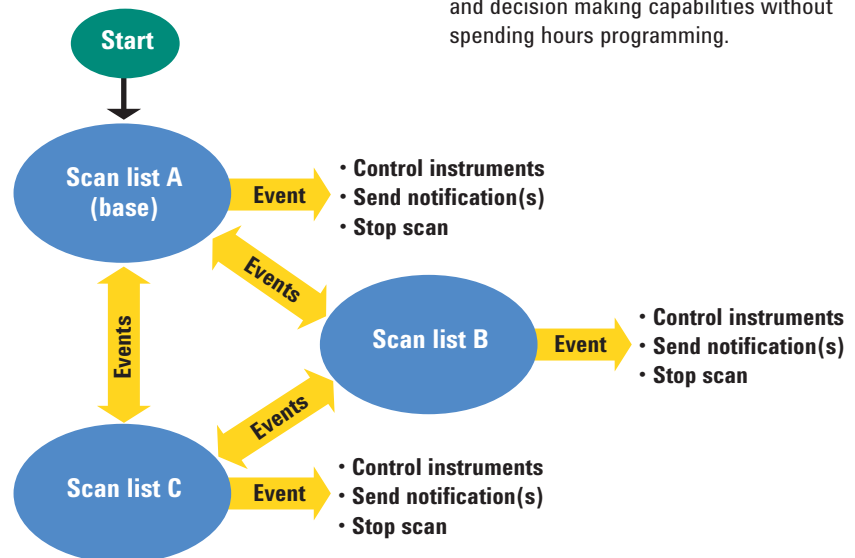 and decision making capabilities without
spending hours programming.
Start
Scan list A
(base)
Event
• Control instruments
• Send notification(s)
• Stop scan
Events
Events
Scan list B
Event
• Control instruments
• Send notification(s)
• Stop scan
Events
Scan list C
Event
• Control instruments
• Send notification(s)
• Stop scan